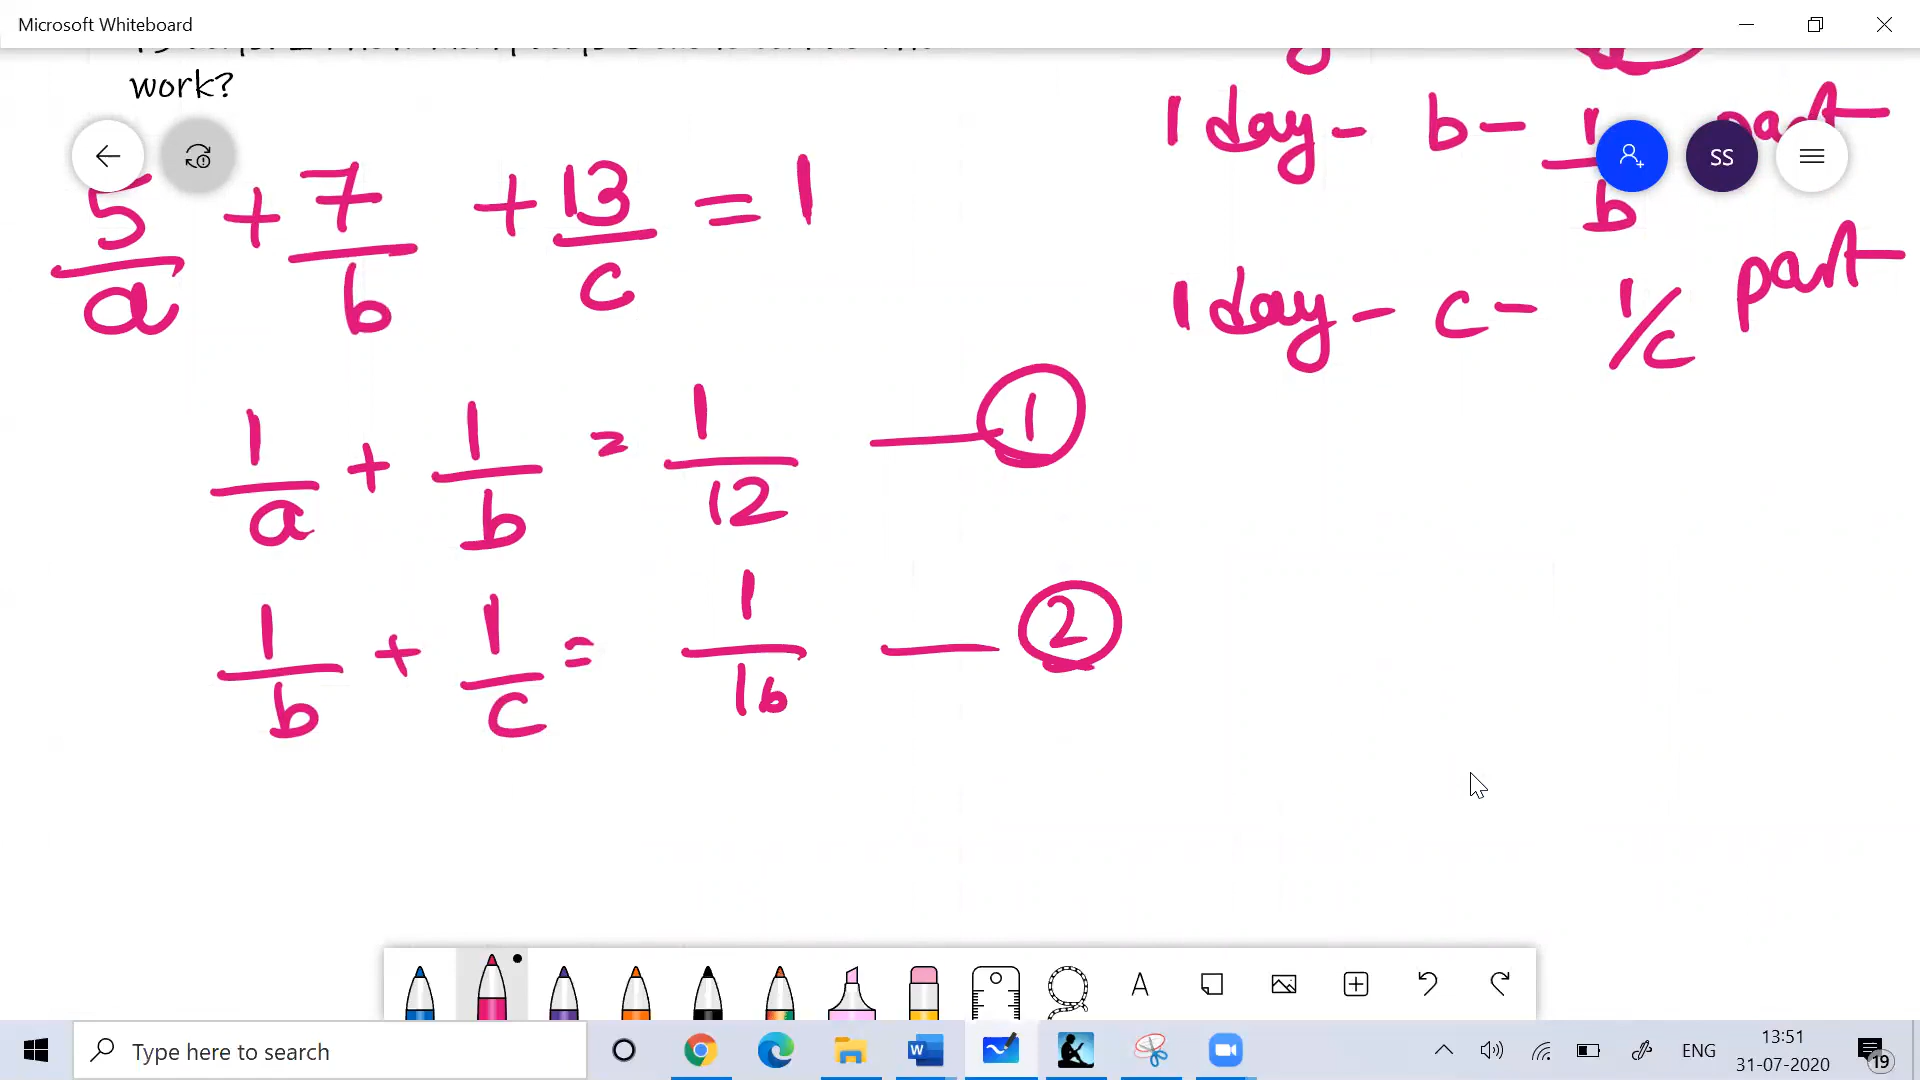 Microsoft Whiteboard
work?
1 day - b - 1/b part
SS
5/a + 7/b + 13/c = 1
1 day - c - 1/c part
1/a + 1/b = 1/12 — 1
1/b + 1/c = 1/16 — 2
A
Type here to search
W
ENG
13:51
31-07-2020
19